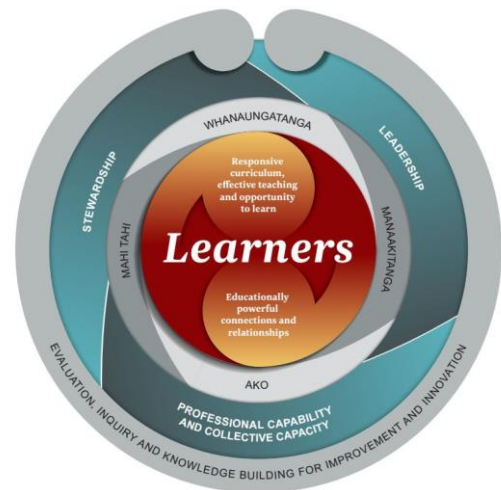 WHANAUNGATANGA
LEADERSHIP
STEWARDSHIP
Responsive
curriculum,
effective teaching
and opportunity
to learn
MANAAKITANGA
MAHI TAHI
Learners
Educationally
powerful
connections and
relationships
AKO
PROFESSIONAL CAPABILITY
AND COLLECTIVE CAPACITY
EVALUATION, INQUIRY AND KNOWLEDGE BUILDING FOR IMPROVEMENT AND INNOVATION